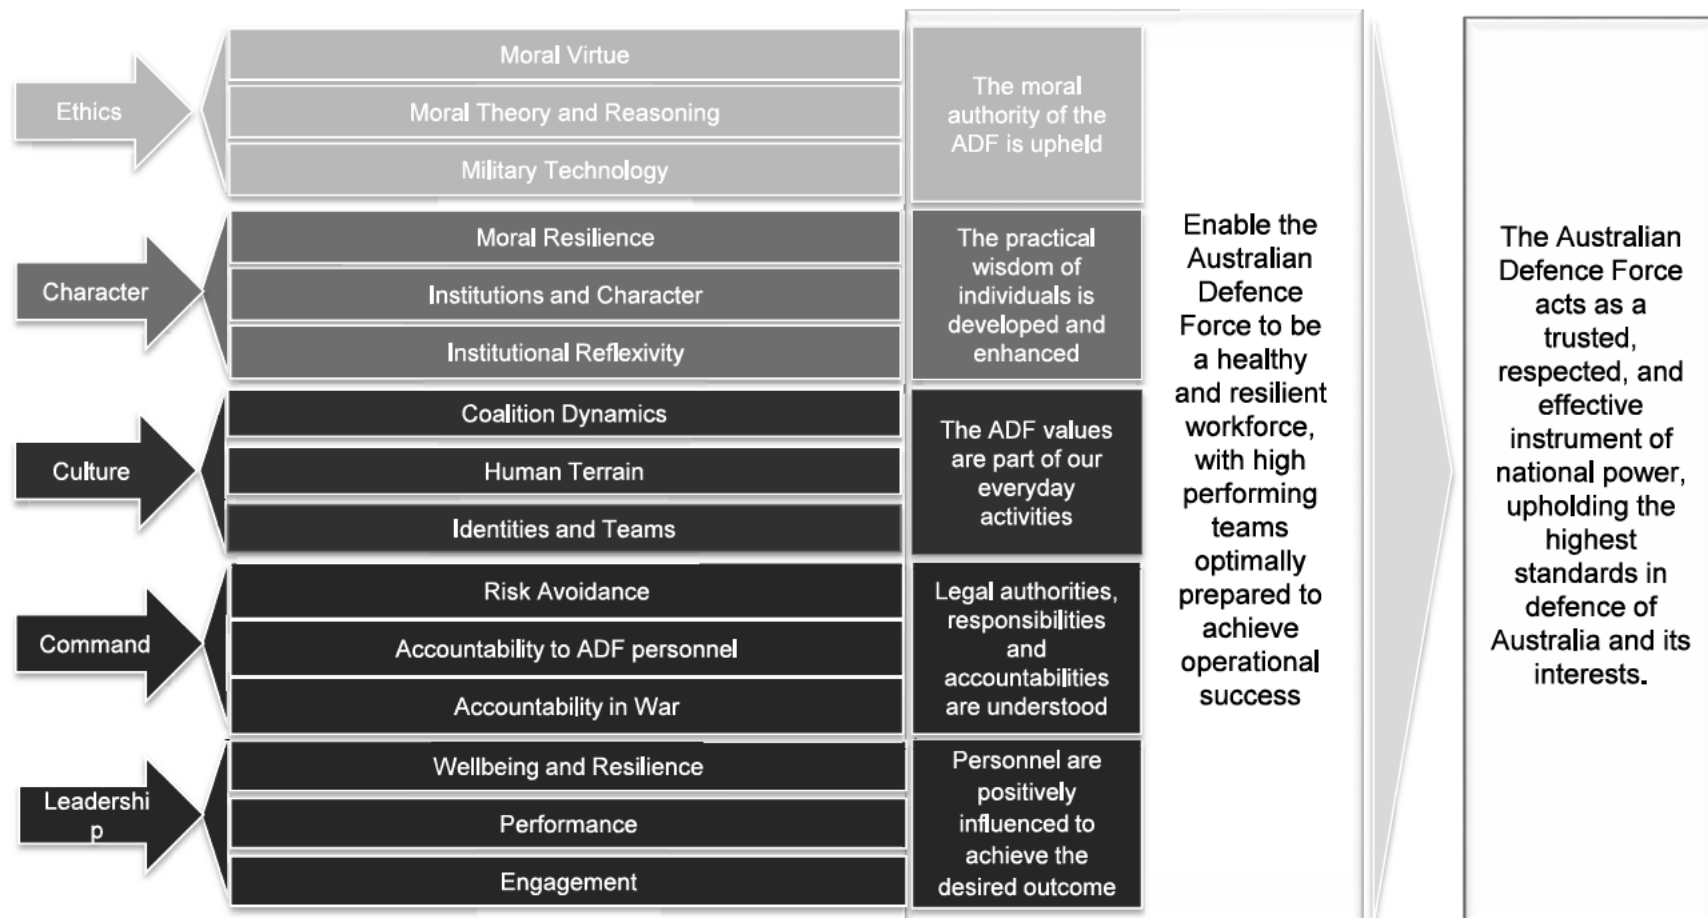 Ethics
Moral Virtue
Moral Theory and Reasoning
Military Technology
The moral
authority of the
ADF is upheld
Character
Moral Resilience
Institutions and Character
Institutional Reflexivity
The practical
wisdom of
individuals is
developed and
enhanced
Culture
Coalition Dynamics
Human Terrain
Identities and Teams
The ADF values
are part of our
everyday
activities
Command
Risk Avoidance
Accountability to ADF personnel
Accountability in War
Legal authorities,
responsibilities
and
accountabilities
are understood
Leadershi
p
Wellbeing and Resilience
Performance
Engagement
Personnel are
positively
influenced to
achieve the
desired outcome
Enable the
Australian
Defence
Force to be
a healthy
and resilient
workforce,
with high
performing
teams
optimally
prepared to
achieve
operational
success
The Australian
Defence Force
acts as a
trusted,
respected, and
effective
instrument of
national power,
upholding the
highest
standards in
defence of
Australia and its
interests.